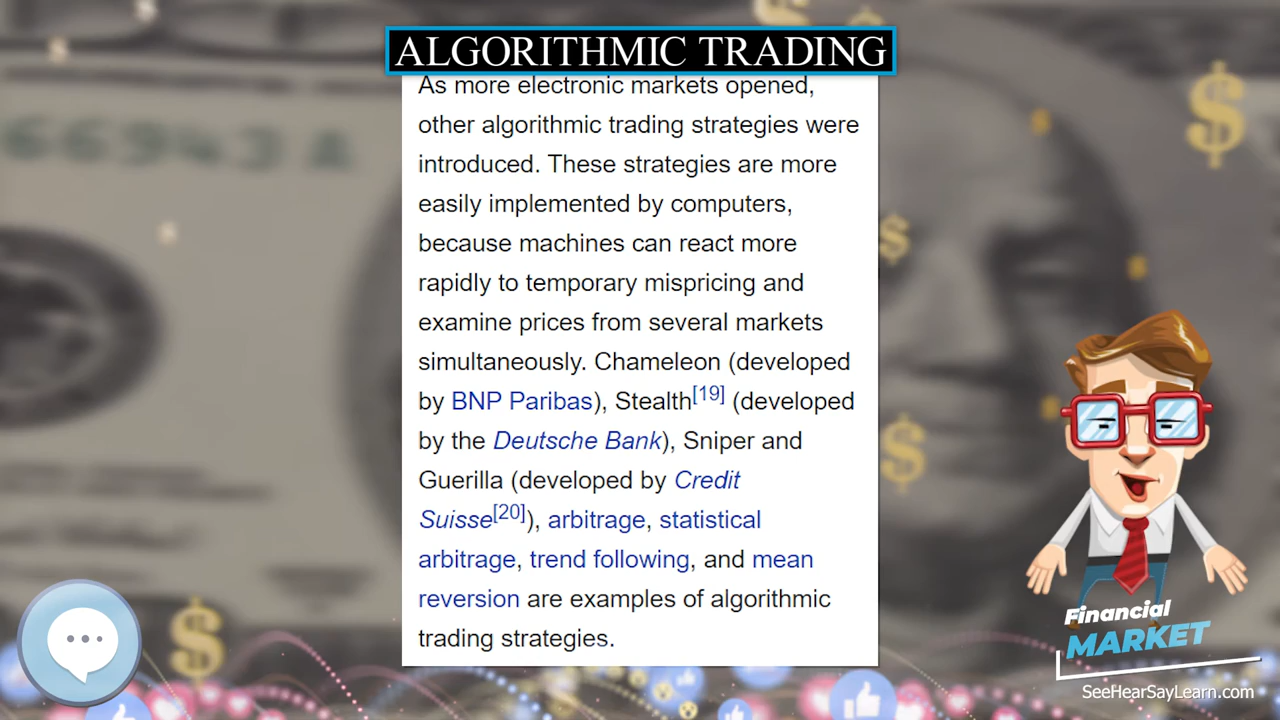 ALGORITHMIC TRADING
As more electronic markets opened,
other algorithmic trading strategies were
introduced. These strategies are more
easily implemented by computers,
because machines can react more
rapidly to temporary mispricing and
examine prices from several markets
simultaneously. Chameleon (developed
by BNP Paribas), Stealth[19] (developed
by the Deutsche Bank), Sniper and
Guerilla (developed by Credit
Suisse[20]), arbitrage, statistical
arbitrage, trend following, and mean
reversion are examples of algorithmic
trading strategies.
Financial
MARKET
SeeHearSayLearn.com